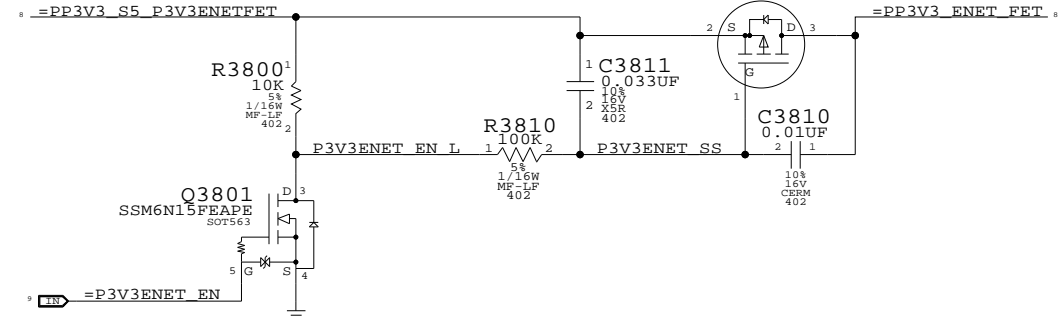 8 =PP3V3_S5_P3V3ENETFET
=PP3V3_ENET_FET 8
2 S D 3
G
1
R3800
10K
5%
1/16W
MF-LF
402
1
2
1 C3811
0.033UF
10%
16V
2 X5R
402
R3810
100K
1 2
5%
1/16W
MF-LF
402
C3810
0.01UF
2 1
10%
16V
CERM
402
P3V3ENET_EN_L
P3V3ENET_SS
Q3801
SSM6N15FEAPE
SOT563
D 3
5 G S 4
9 IN =P3V3ENET_EN